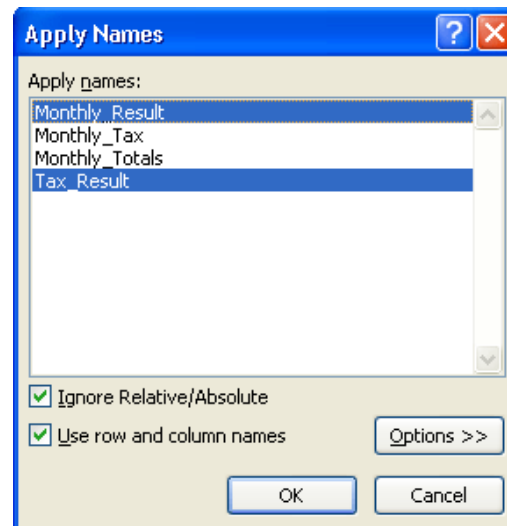 Apply Names
Apply names:
Monthly_Result
Monthly_Tax
Monthly_Totals
Tax_Result
Ignore Relative/Absolute
Use row and column names
Options >>
OK
Cancel